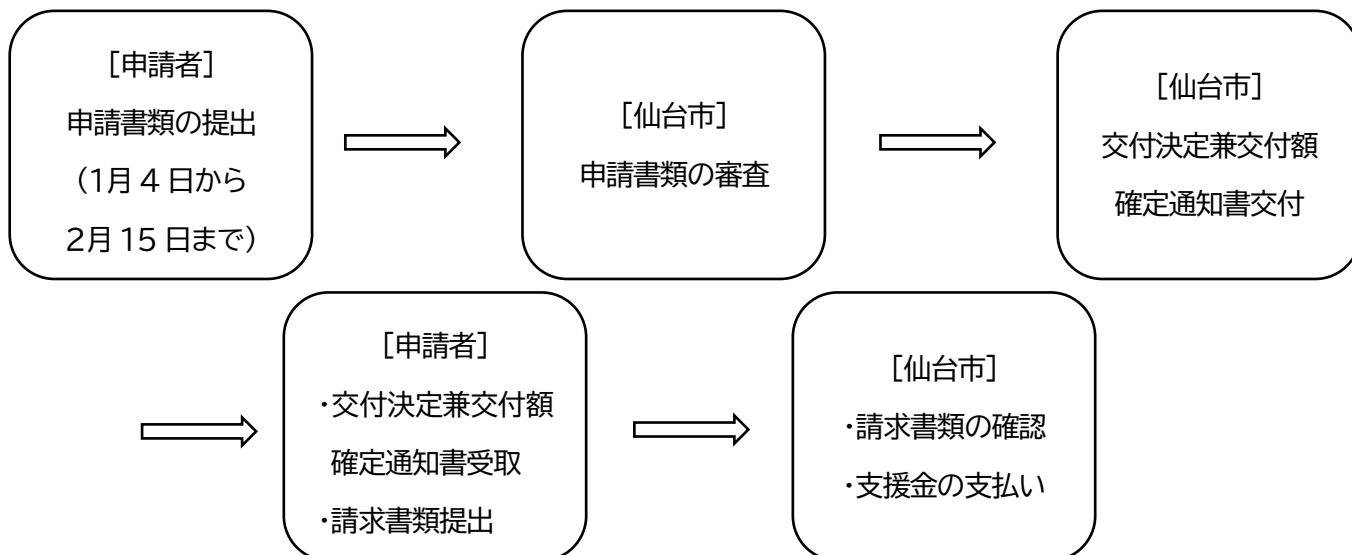 ［申請者］
申請書類の提出
（1月 4 日から
2月 15 日まで）
［仙台市］
申請書類の審査
［仙台市］
交付決定兼交付額
確定通知書交付
［申請者］
・交付決定兼交付額
確定通知書受取
・請求書類提出
［仙台市］
・請求書類の確認
・支援金の支払い